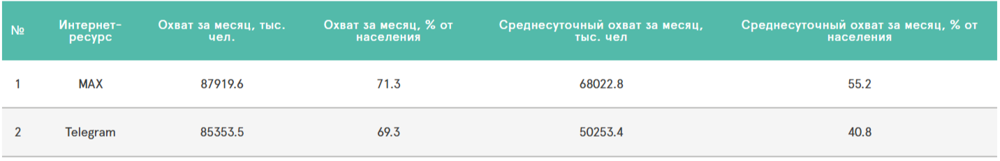 № Интернет-ресурс Охват за месяц, тыс. чел. Охват за месяц, % от населения Среднесуточный охват за месяц, тыс. чел Среднесуточный охват за месяц, % от населения
1 MAX 87919.6 71.3 68022.8 55.2
2 Telegram 85353.5 69.3 50253.4 40.8